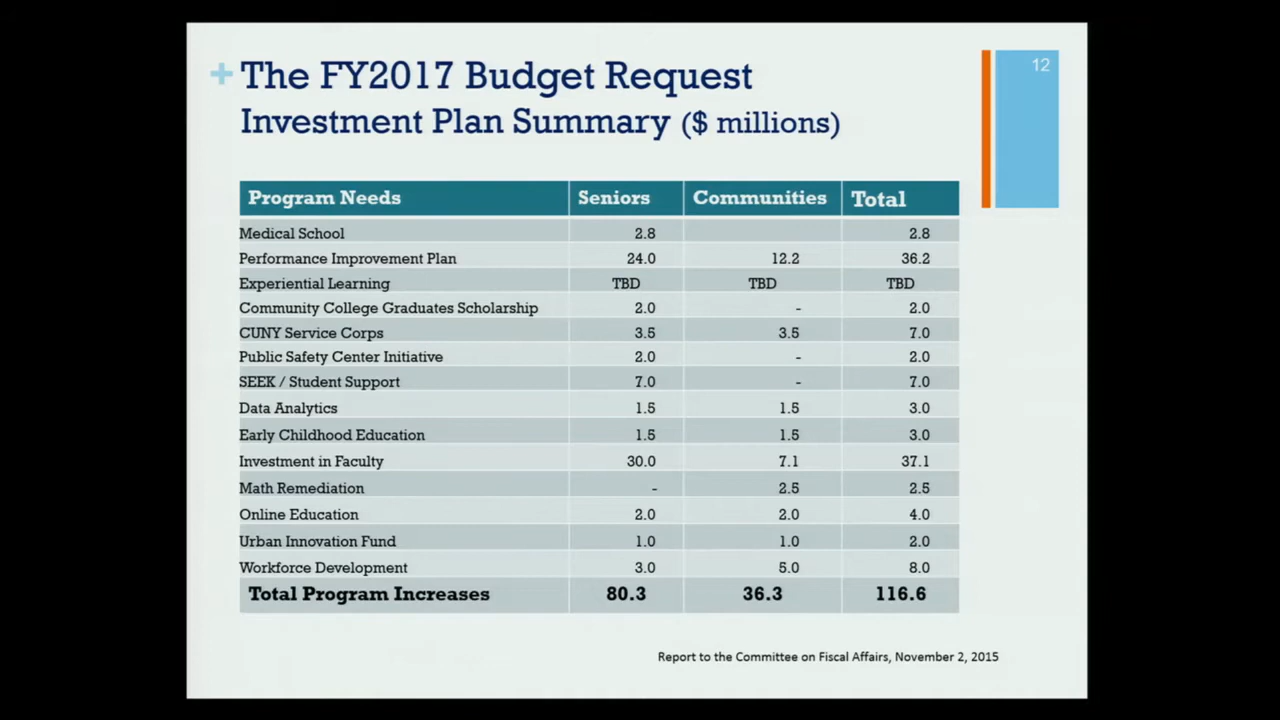 12
+ The FY2017 Budget Request
Investment Plan Summary ($ millions)
Program Needs Seniors Communities Total
Medical School 2.8 2.8
Performance Improvement Plan 24.0 12.2 36.2
Experiential Learning TBD TBD TBD
Community College Graduates Scholarship 2.0 - 2.0
CUNY Service Corps 3.5 3.5 7.0
Public Safety Center Initiative 2.0 - 2.0
SEEK / Student Support 7.0 - 7.0
Data Analytics 1.5 1.5 3.0
Early Childhood Education 1.5 1.5 3.0
Investment in Faculty 30.0 7.1 37.1
Math Remediation - 2.5 2.5
Online Education 2.0 2.0 4.0
Urban Innovation Fund 1.0 1.0 2.0
Workforce Development 3.0 5.0 8.0
Total Program Increases 80.3 36.3 116.6
Report to the Committee on Fiscal Affairs, November 2, 2015